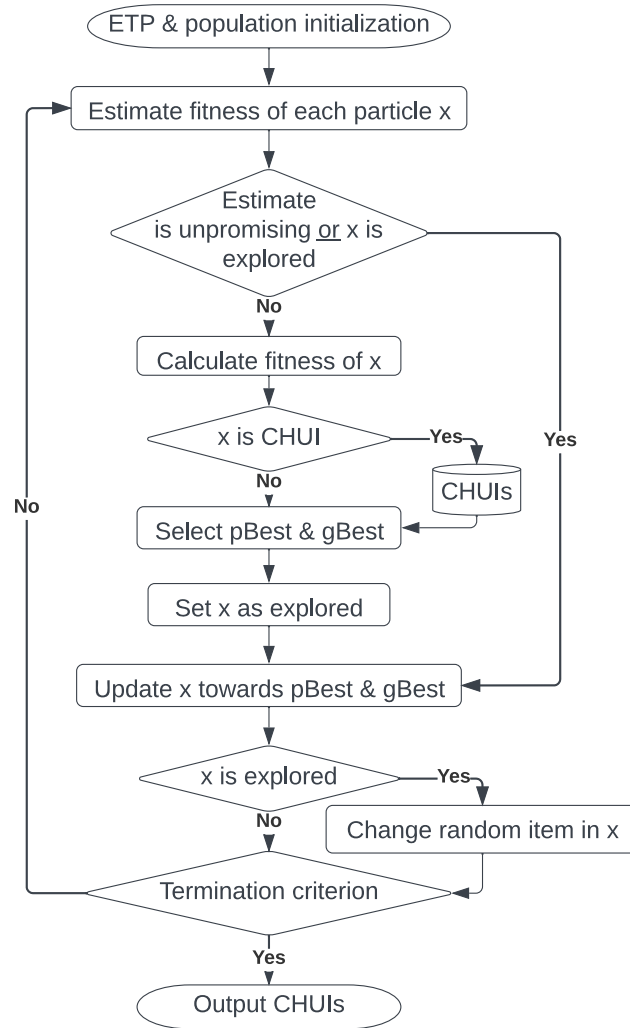 ETP & population initialization
Estimate fitness of each particle x
Estimate
is unpromising or x is
explored
No
Calculate fitness of x
x is CHUI
Yes
Yes
CHUIs
No
No
Select pBest & gBest
Set x as explored
Update x towards pBest & gBest
x is explored
Yes
No
Change random item in x
Termination criterion
Yes
Output CHUIs